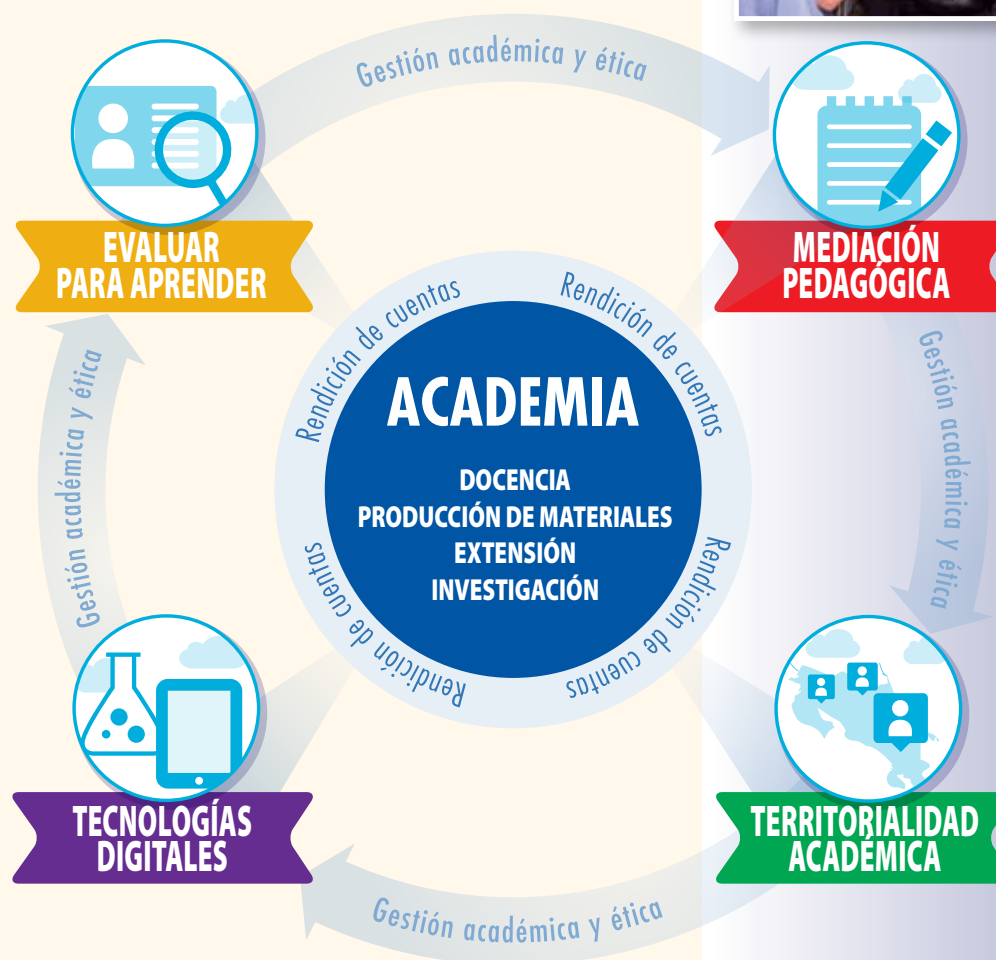 Gestión académica y ética
EVALUAR
PARA APRENDER
MEDIACIÓN
PEDAGÓGICA
Rendición de cuentas
Rendición de cuentas
Gestión académica y ética
Gestión académica y ética
ACADEMIA
DOCENCIA
PRODUCCIÓN DE MATERIALES
EXTENSIÓN
INVESTIGACIÓN
Rendición de cuentas
Rendición de cuentas
TECNOLOGÍAS
DIGITALES
TERRITORIALIDAD
ACADÉMICA
Gestión académica y ética